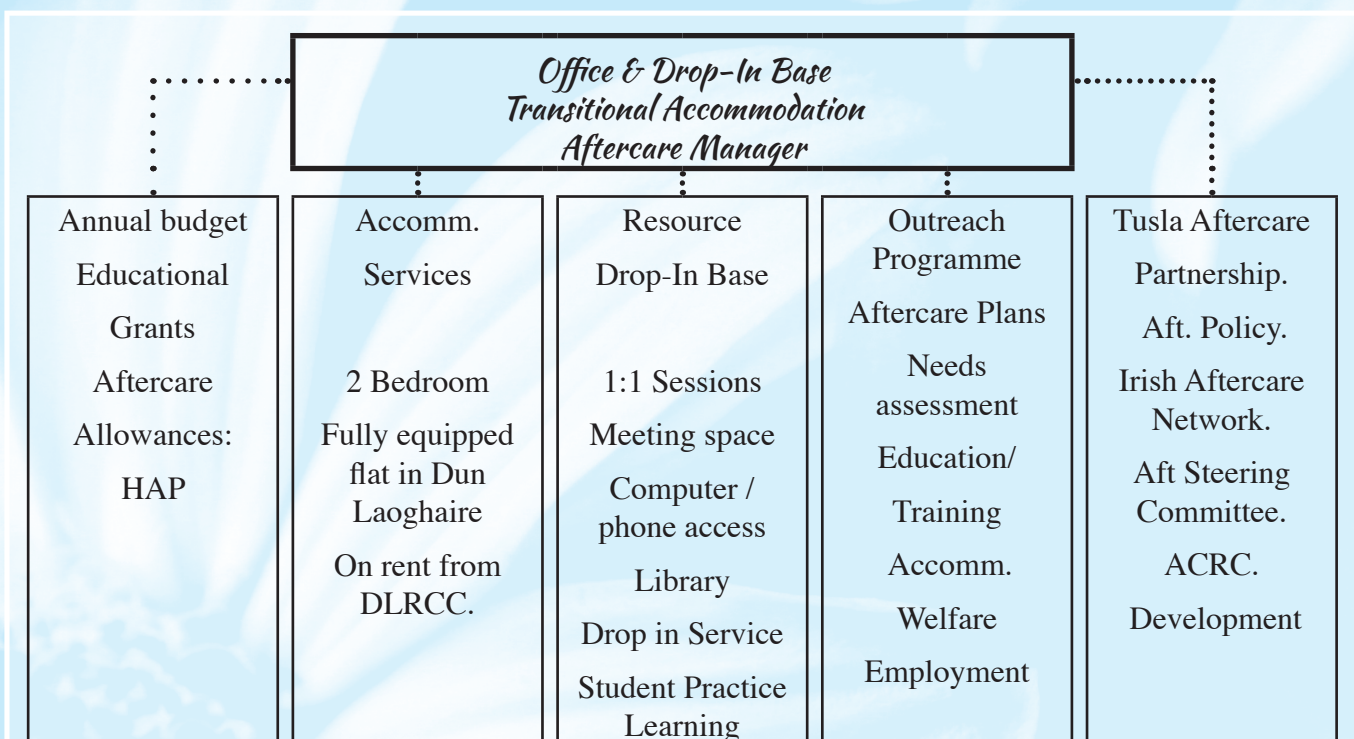 Office & Drop-In Base
Transitional Accommodation
Aftercare Manager
Annual budget
Educational
Grants
Aftercare
Allowances:
HAP
Accomm.
Services
2 Bedroom
Fully equipped
flat in Dun
Laoghaire
On rent from
DLRCC.
Resource
Drop-In Base
1:1 Sessions
Meeting space
Computer /
phone access
Library
Drop in Service
Student Practice
Learning
Outreach
Programme
Aftercare Plans
Needs
assessment
Education/
Training
Accomm.
Welfare
Employment
Tusla Aftercare
Partnership.
Aft. Policy.
Irish Aftercare
Network.
Aft Steering
Committee.
ACRC.
Development